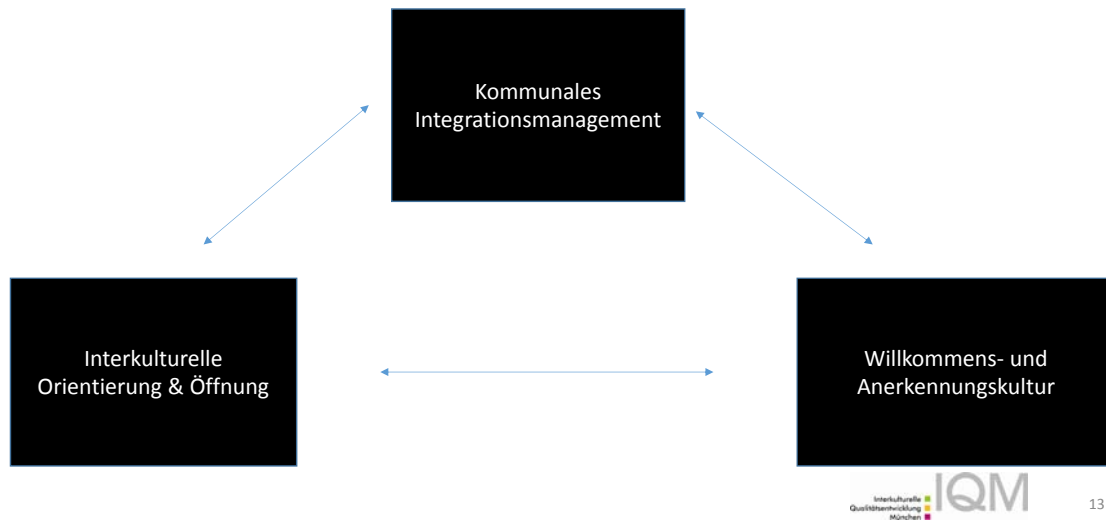 Kommunales
Integrationsmanagement
Interkulturelle
Orientierung & Öffnung
Willkommens- und
Anerkennungskultur
Interkulturelle
Qualitätsentwicklung
München
IQM
13